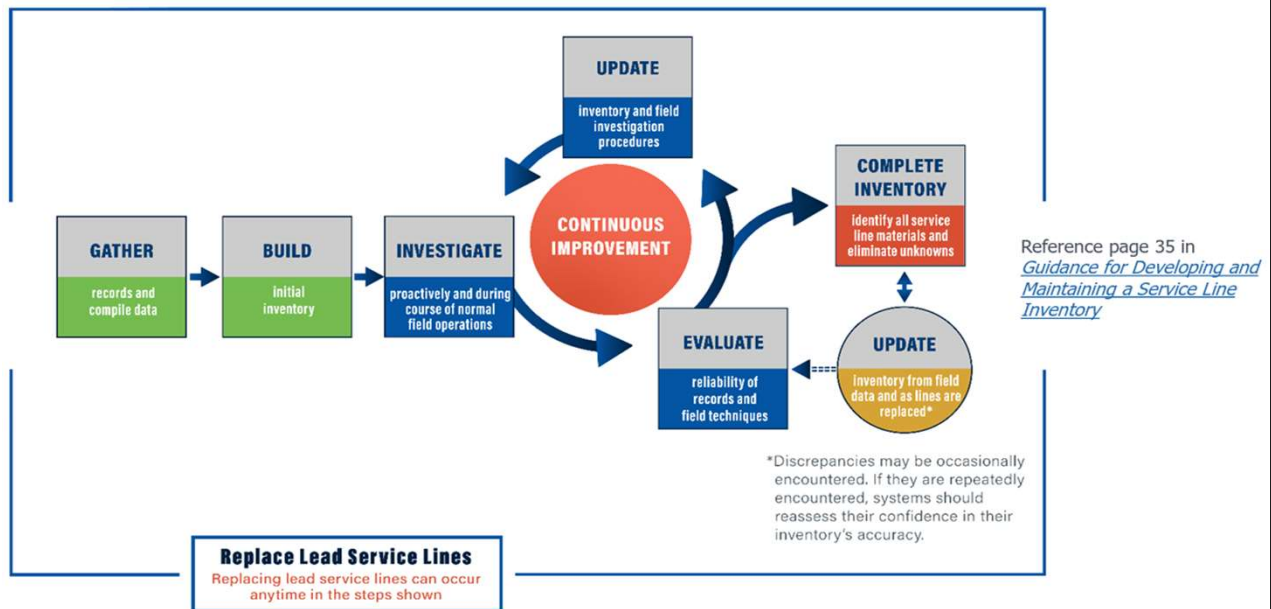 GATHER
records and
compile data
BUILD
initial
inventory
INVESTIGATE
proactively and during
course of normal
field operations
UPDATE
inventory and field
investigation
procedures
CONTINUOUS
IMPROVEMENT
EVALUATE
reliability of
records and
field techniques
COMPLETE
INVENTORY
identify all service
line materials and
eliminate unknowns
UPDATE
inventory from field
data and as lines are
replaced*
*Discrepancies may be occasionally
encountered. If they are repeatedly
encountered, systems should
reassess their confidence in their
inventory's accuracy.
Replace Lead Service Lines
Replacing lead service lines can occur
anytime in the steps shown
Reference page 35 in
Guidance for Developing and
Maintaining a Service Line
Inventory